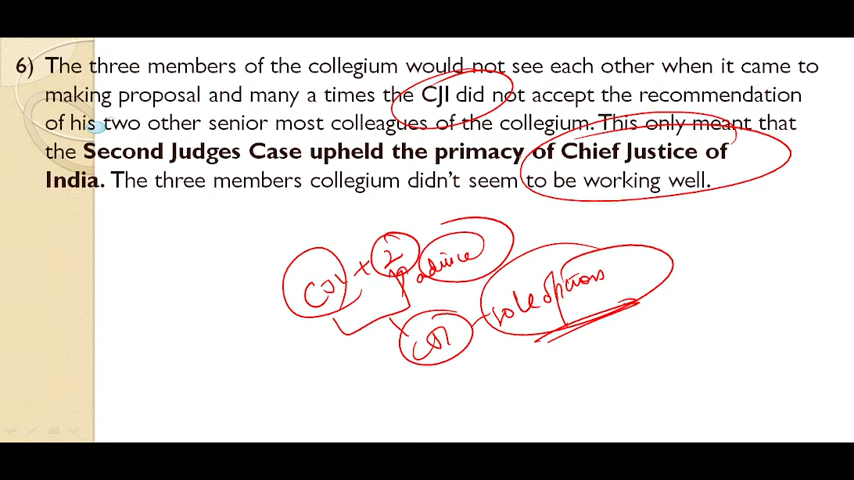 6) The three members of the collegium would not see each other when it came to
making proposal and many a times the CJI did not accept the recommendation
of his two other senior most colleagues of the collegium. This only meant that
the Second Judges Case upheld the primacy of Chief Justice of
India. The three members collegium didn't seem to be working well.
CJI + 2 advice
CJI - sole options